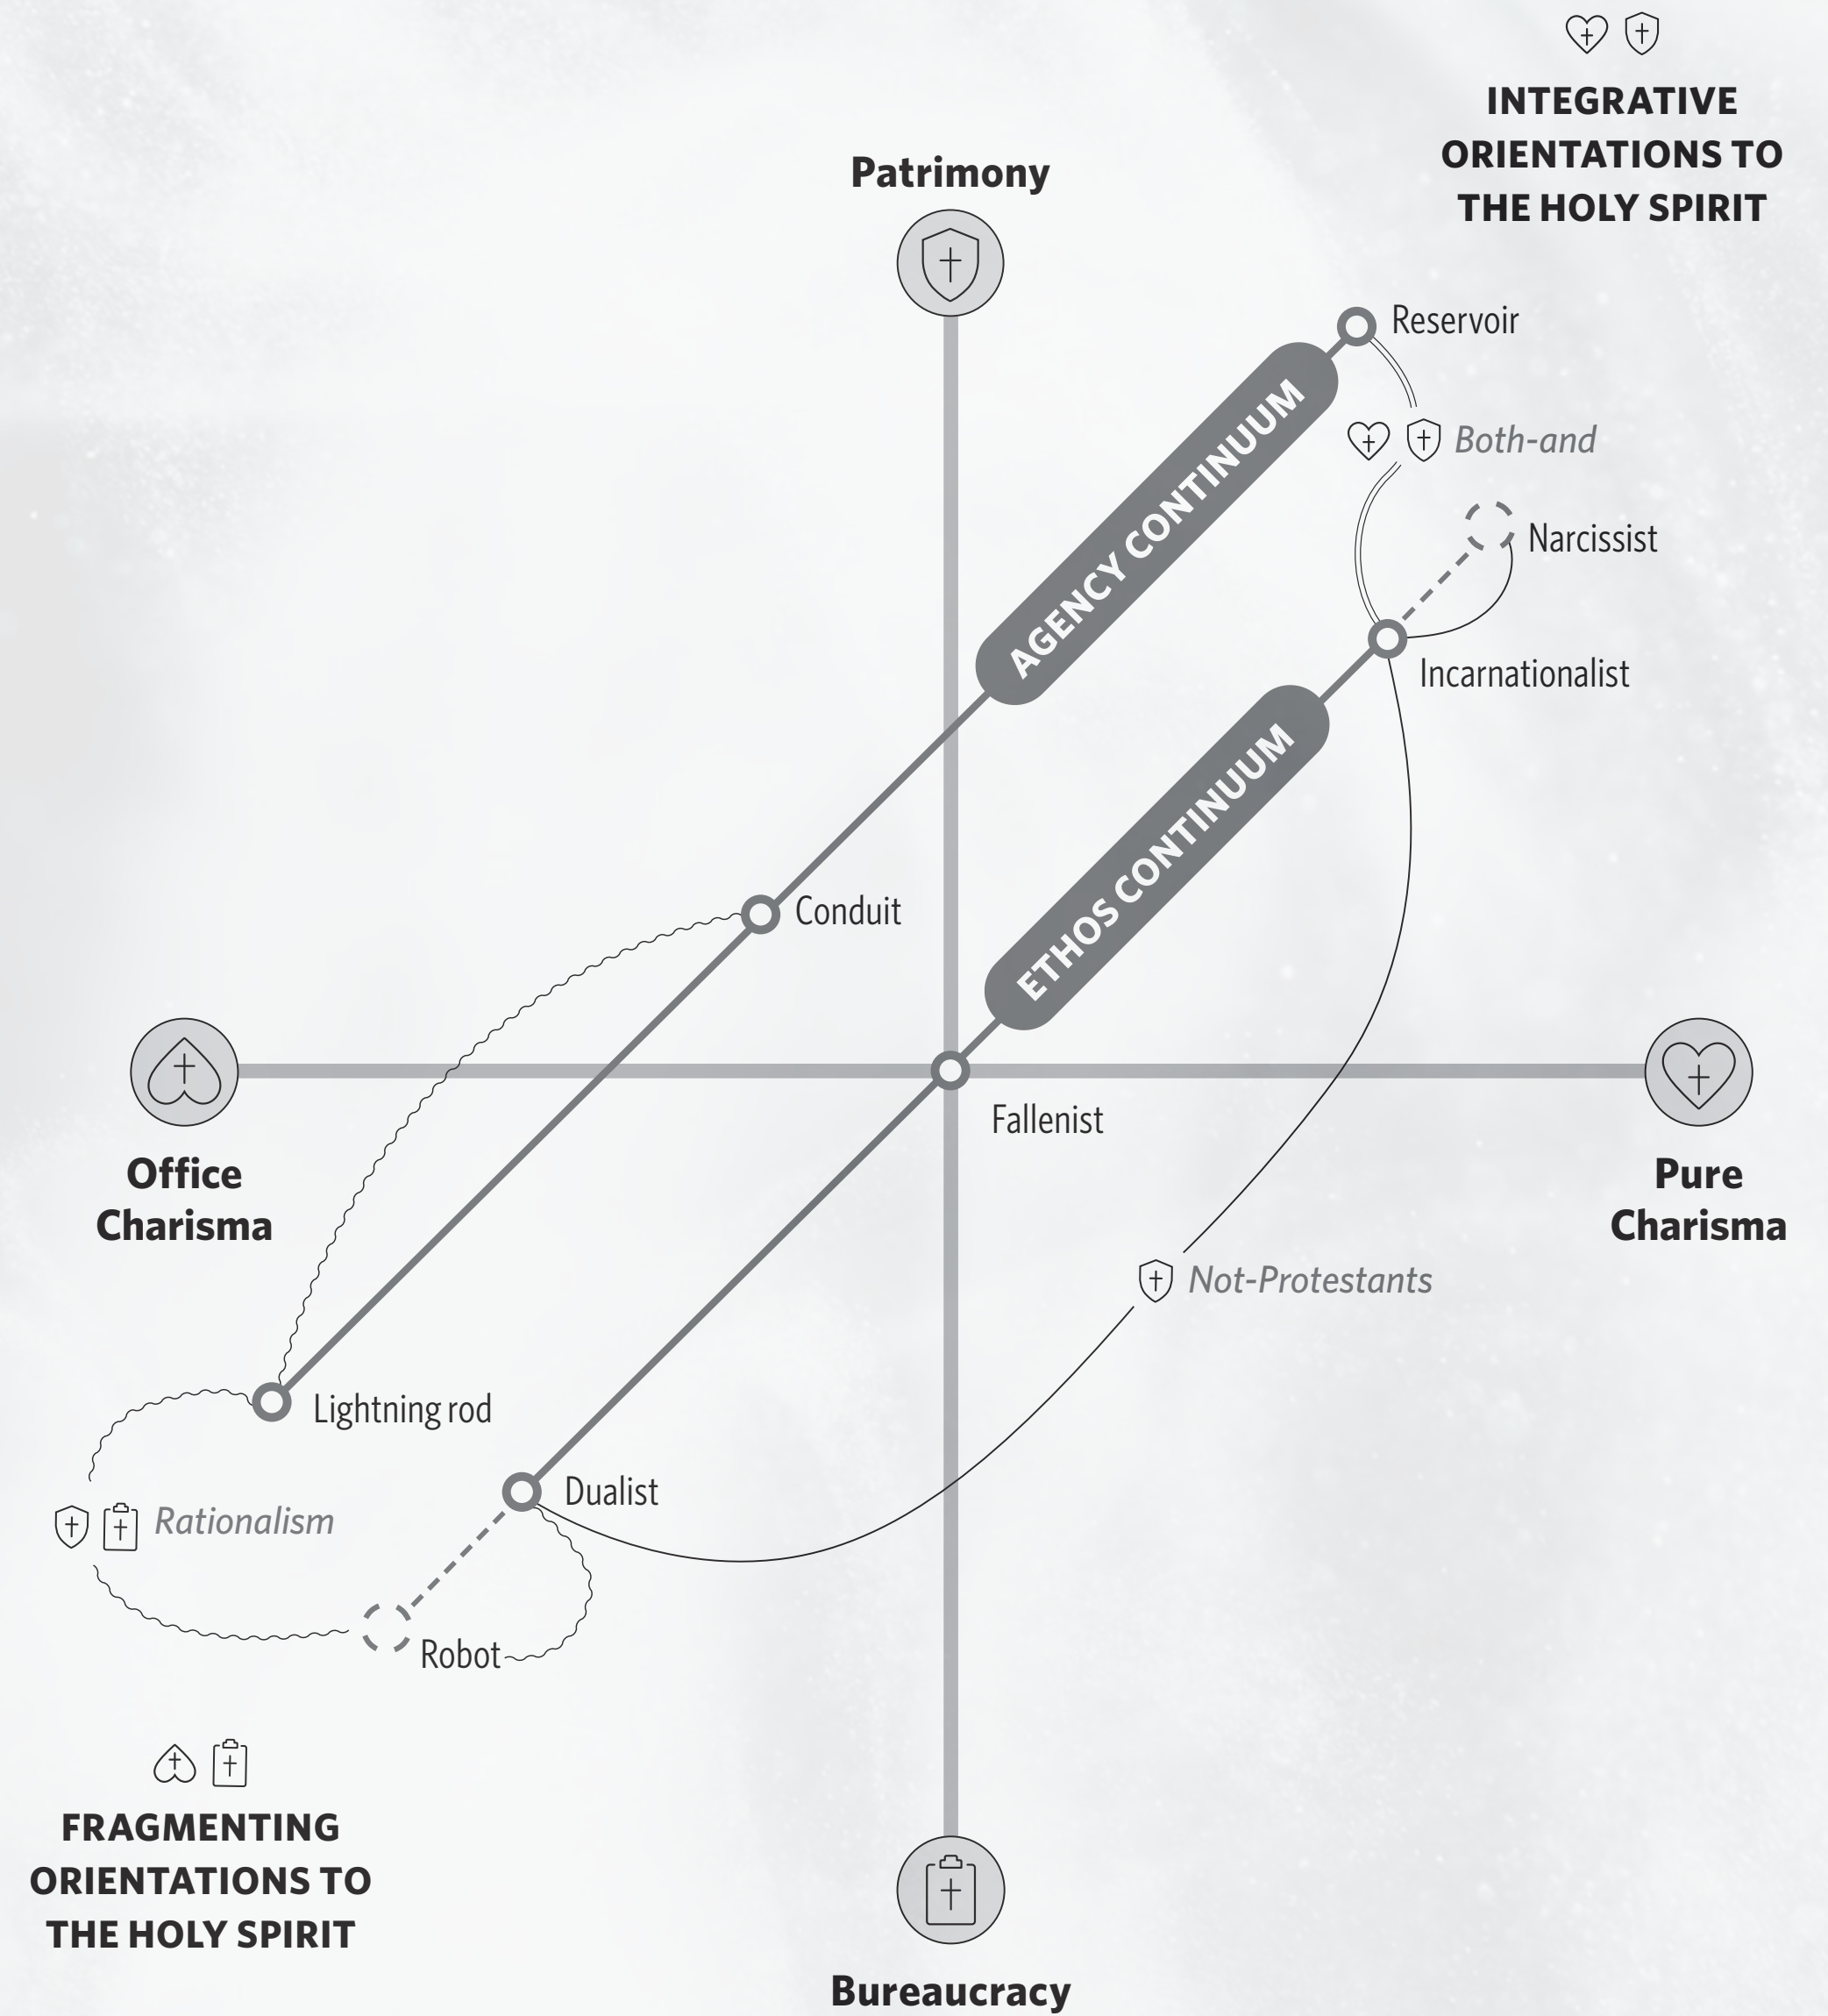 INTEGRATIVE
ORIENTATIONS TO
THE HOLY SPIRIT
Patrimony
Reservoir
Both-and
AGENCY CONTINUUM
Narcissist
Incarnationalist
ETHOS CONTINUUM
Conduit
Fallenist
Office
Charisma
Pure
Charisma
Not-Protestants
Lightning rod
Dualist
Rationalism
Robot
FRAGMENTING
ORIENTATIONS TO
THE HOLY SPIRIT
Bureaucracy